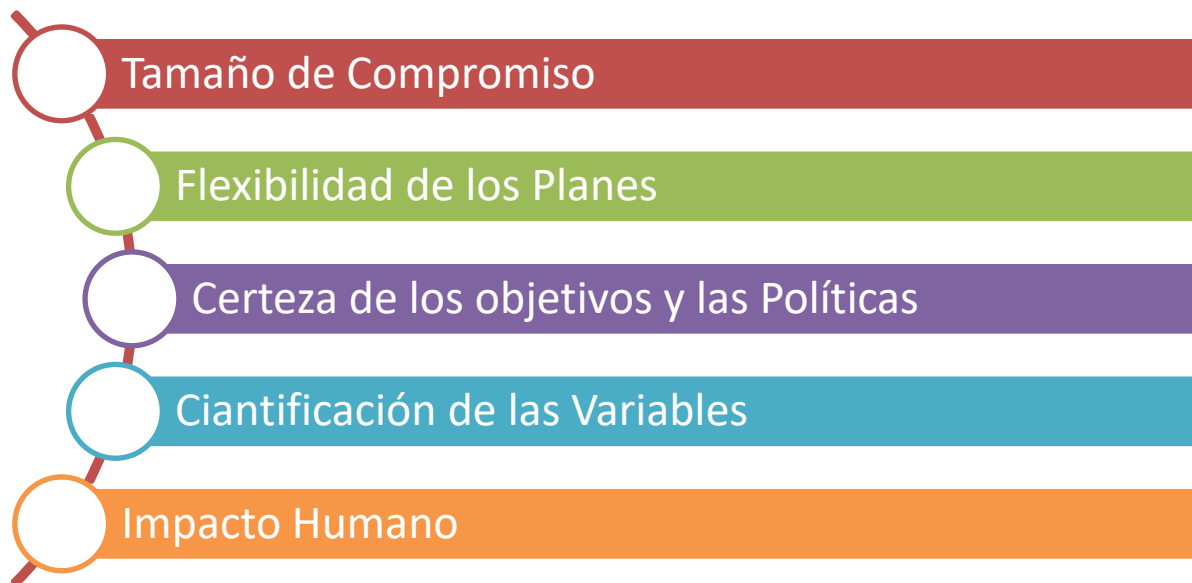 Tamaño de Compromiso
Flexibilidad de los Planes
Certeza de los objetivos y las Políticas
Ciantificación de las Variables
Impacto Humano